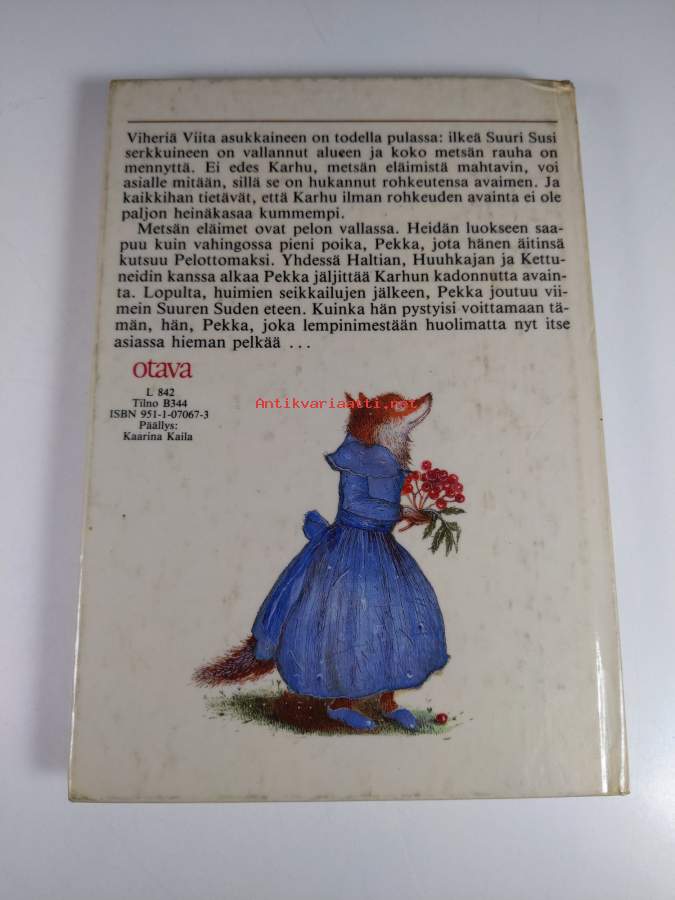 Viheriä Viita asukkaineen on todella pulassa: ilkeä Suuri Susi
serkkuineen on vallannut alueen ja koko metsän rauha on
mennyttä. Ei edes Karhu, metsän eläimistä mahtavin, voi
asialle mitään, sillä se on hukannut rohkeutensa avaimen. Ja
kaikkihan tietävät, että Karhu ilman rohkeuden avainta ei ole
paljon heinäkasaa kummempi.
Metsän eläimet ovat pelon vallassa. Heidän luokseen saa-
puu kuin vahingossa pieni poika, Pekka, jota hänen äitinsä
kutsuu Pelottomaksi. Yhdessä Haltian, Huuhkajan ja Kettu-
neidin kanssa alkaa Pekka jäljittää Karhun kadonnutta avain-
ta. Lopulta, huimien seikkailujen jälkeen, Pekka joutuu vii-
mein Suuren Suden eteen. Kuinka hän pystyisi voittamaan tä-
män, hän, Pekka, joka lempinimestään huolimatta nyt itse
asiassa hieman pelkää ...
otava
L 842
Tilno B344
ISBN 951-1-07067-3
Päällys:
Kaarina Kaila
Antikvariaatti.net